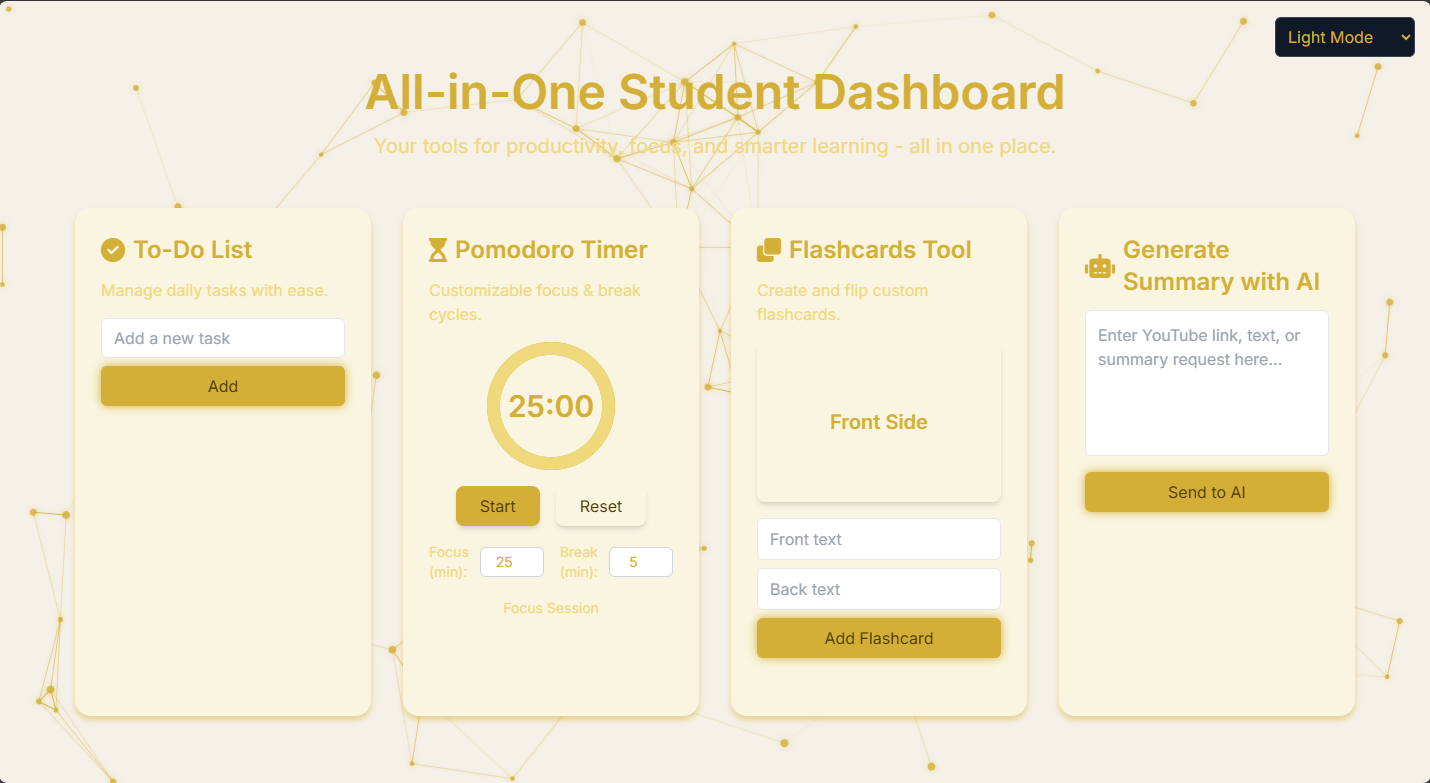 Light Mode
All-in-One Student Dashboard
Your tools for productivity, focus, and smarter learning - all in one place.
To-Do List
Manage daily tasks with ease.
Add a new task
Add
Pomodoro Timer
Customizable focus & break
cycles.
25:00
Start
Reset
Focus
(min):
25
Break
(min):
5
Focus Session
Flashcards Tool
Create and flip custom
flashcards.
Front Side
Front text
Back text
Add Flashcard
Generate
Summary with AI
Enter YouTube link, text, or
summary request here...
Send to AI